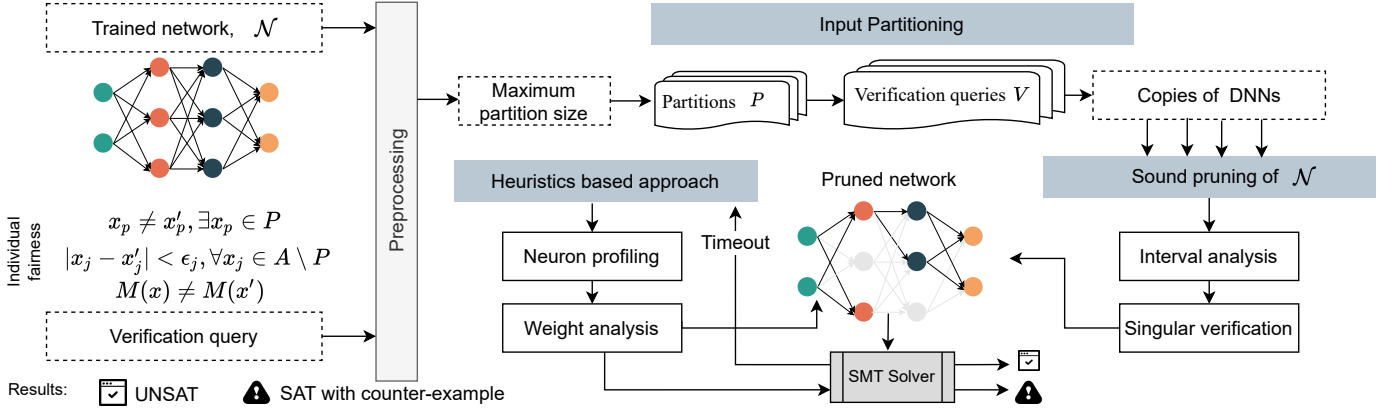 Trained network, 𝒩
Individual
fairness
x_p ≠ x'_p, ∃x_p ∈ P
|x_j − x'_j| < ϵ_j, ∀x_j ∈ A \ P
M(x) ≠ M(x')
Verification query
Preprocessing
Input Partitioning
Maximum
partition size
Partitions P
Verification queries V
Copies of DNNs
Heuristics based approach
Neuron profiling
Weight analysis
Timeout
Pruned network
SMT Solver
Sound pruning of 𝒩
Interval analysis
Singular verification
Results:
UNSAT
SAT with counter-example